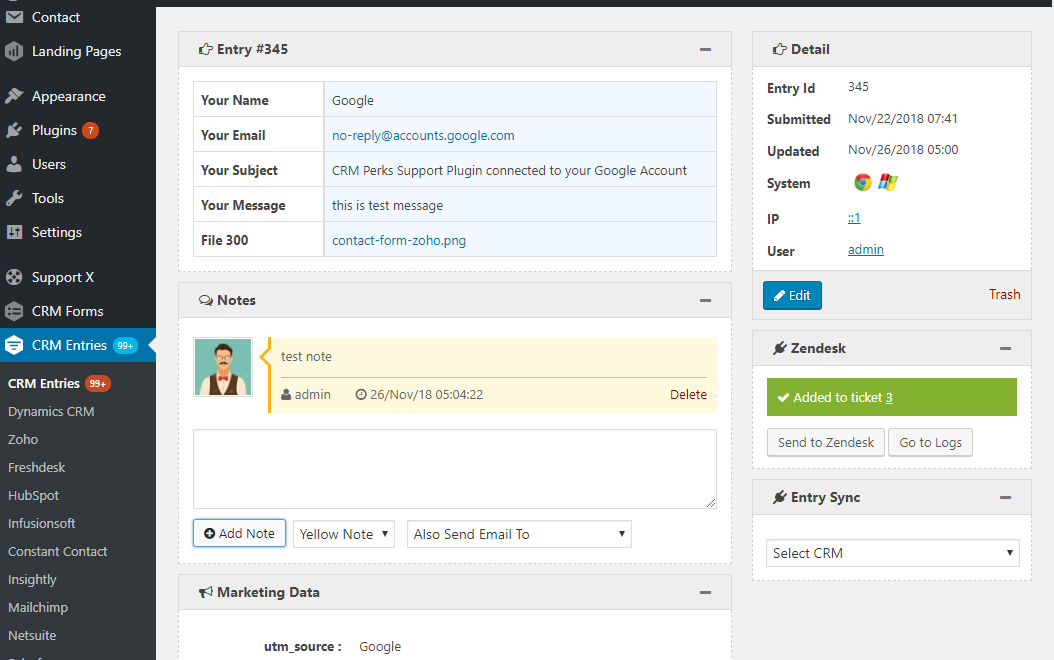 Contact
Landing Pages
Appearance
Plugins 7
Users
Tools
Settings
Support X
CRM Forms
CRM Entries 99+
CRM Entries 99+
Dynamics CRM
Zoho
Freshdesk
HubSpot
Infusionsoft
Constant Contact
Insightly
Mailchimp
Netsuite
Entry #345
Your Name Google
Your Email no-reply@accounts.google.com
Your Subject CRM Perks Support Plugin connected to your Google Account
Your Message this is test message
File 300 contact-form-zoho.png
Notes
test note
admin 26/Nov/18 05:04:22 Delete
Add Note Yellow Note Also Send Email To
Marketing Data
utm_source : Google
Detail
Entry Id 345
Submitted Nov/22/2018 07:41
Updated Nov/26/2018 05:00
System
IP ::1
User admin
Edit Trash
Zendesk
Added to ticket 3
Send to Zendesk Go to Logs
Entry Sync
Select CRM